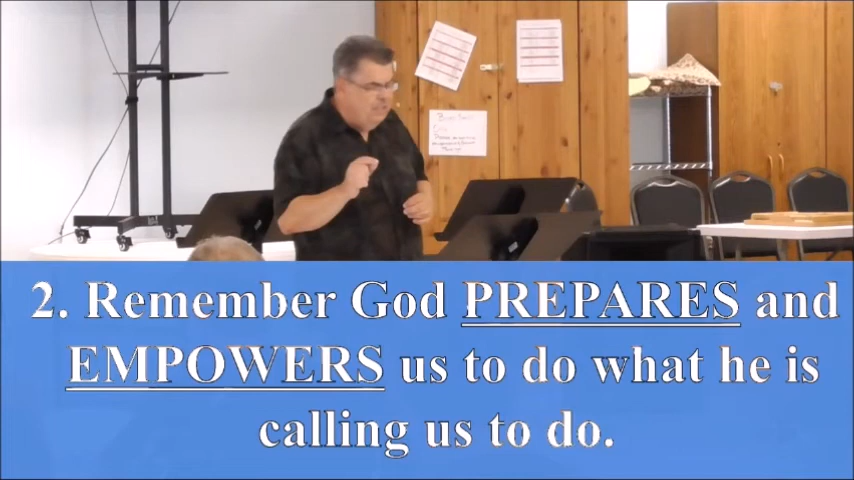 2. Remember God PREPARES and
EMPOWERS us to do what he is
calling us to do.